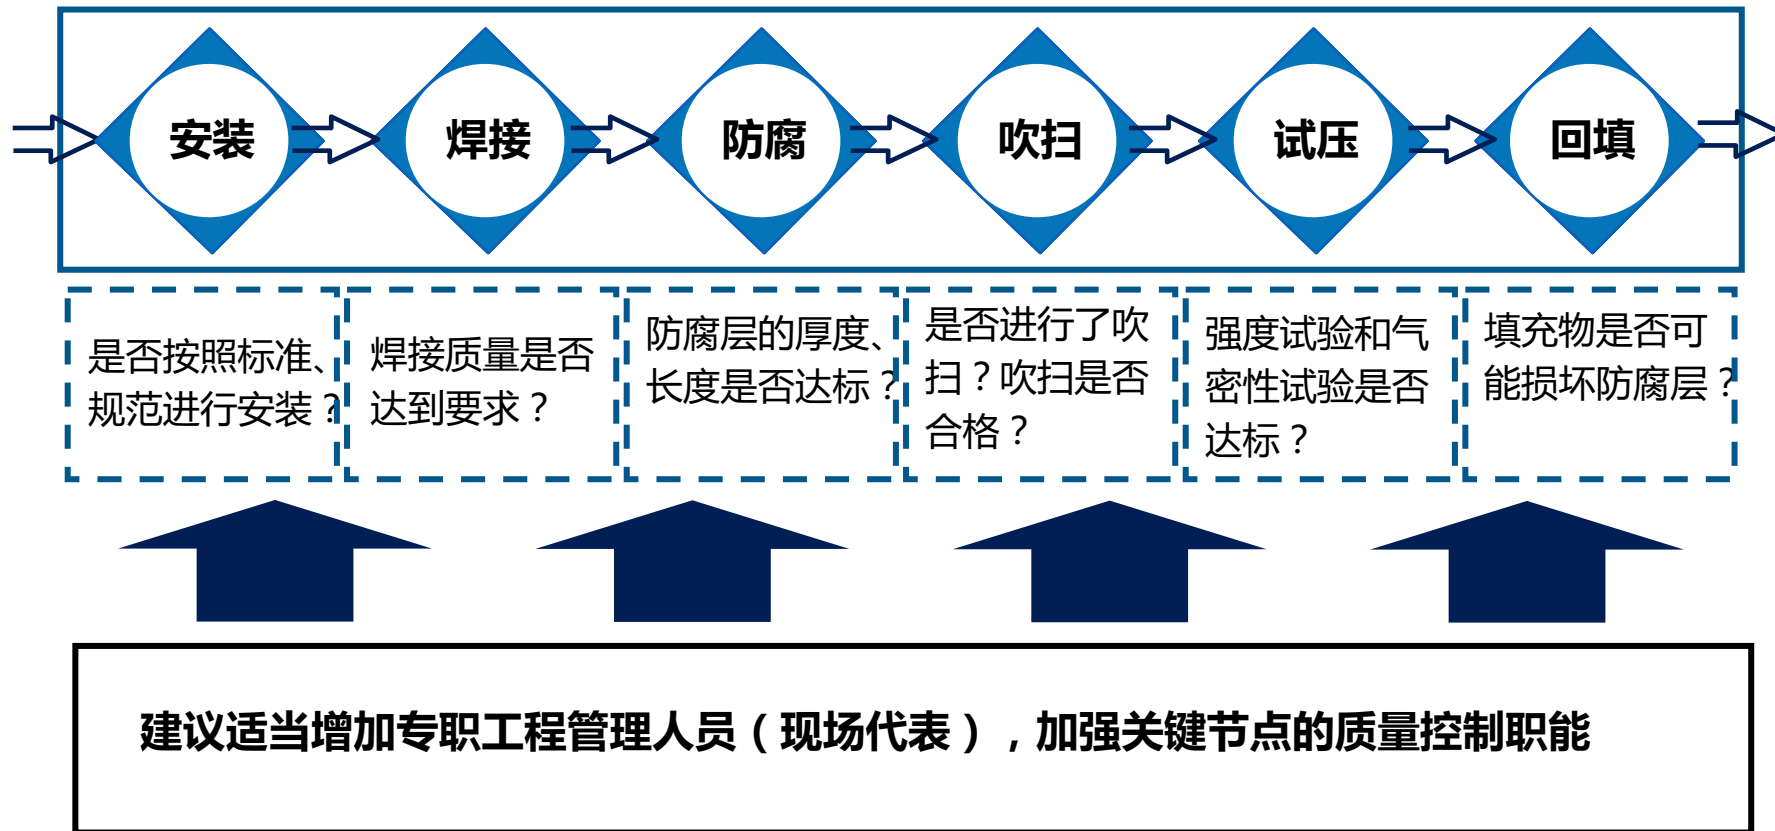 安装
焊接
防腐
吹扫
试压
回填
是否按照标准、
规范进行安装？
焊接质量是否
达到要求？
防腐层的厚度、
长度是否达标？
是否进行了吹
扫？吹扫是否
合格？
强度试验和气
密性试验是否
达标？
填充物是否可
能损坏防腐层？
建议适当增加专职工程管理人员（现场代表），加强关键节点的质量控制职能